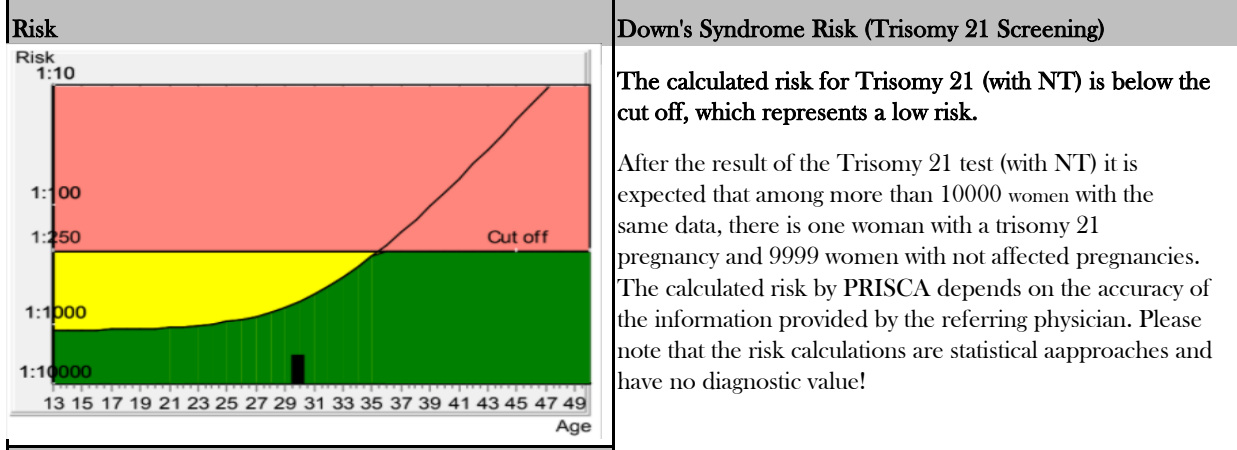 Risk
Risk
1:10
1:100
1:250
Cut off
1:1000
1:10000
13 15 17 19 21 23 25 27 29 31 33 35 37 39 41 43 45 47 49
Age
Down's Syndrome Risk (Trisomy 21 Screening)
The calculated risk for Trisomy 21 (with NT) is below the
cut off, which represents a low risk.
After the result of the Trisomy 21 test (with NT) it is
expected that among more than 10000 women with the
same data, there is one woman with a trisomy 21
pregnancy and 9999 women with not affected pregnancies.
The calculated risk by PRISCA depends on the accuracy of
the information provided by the referring physician. Please
note that the risk calculations are statistical aapproaches and
have no diagnostic value!